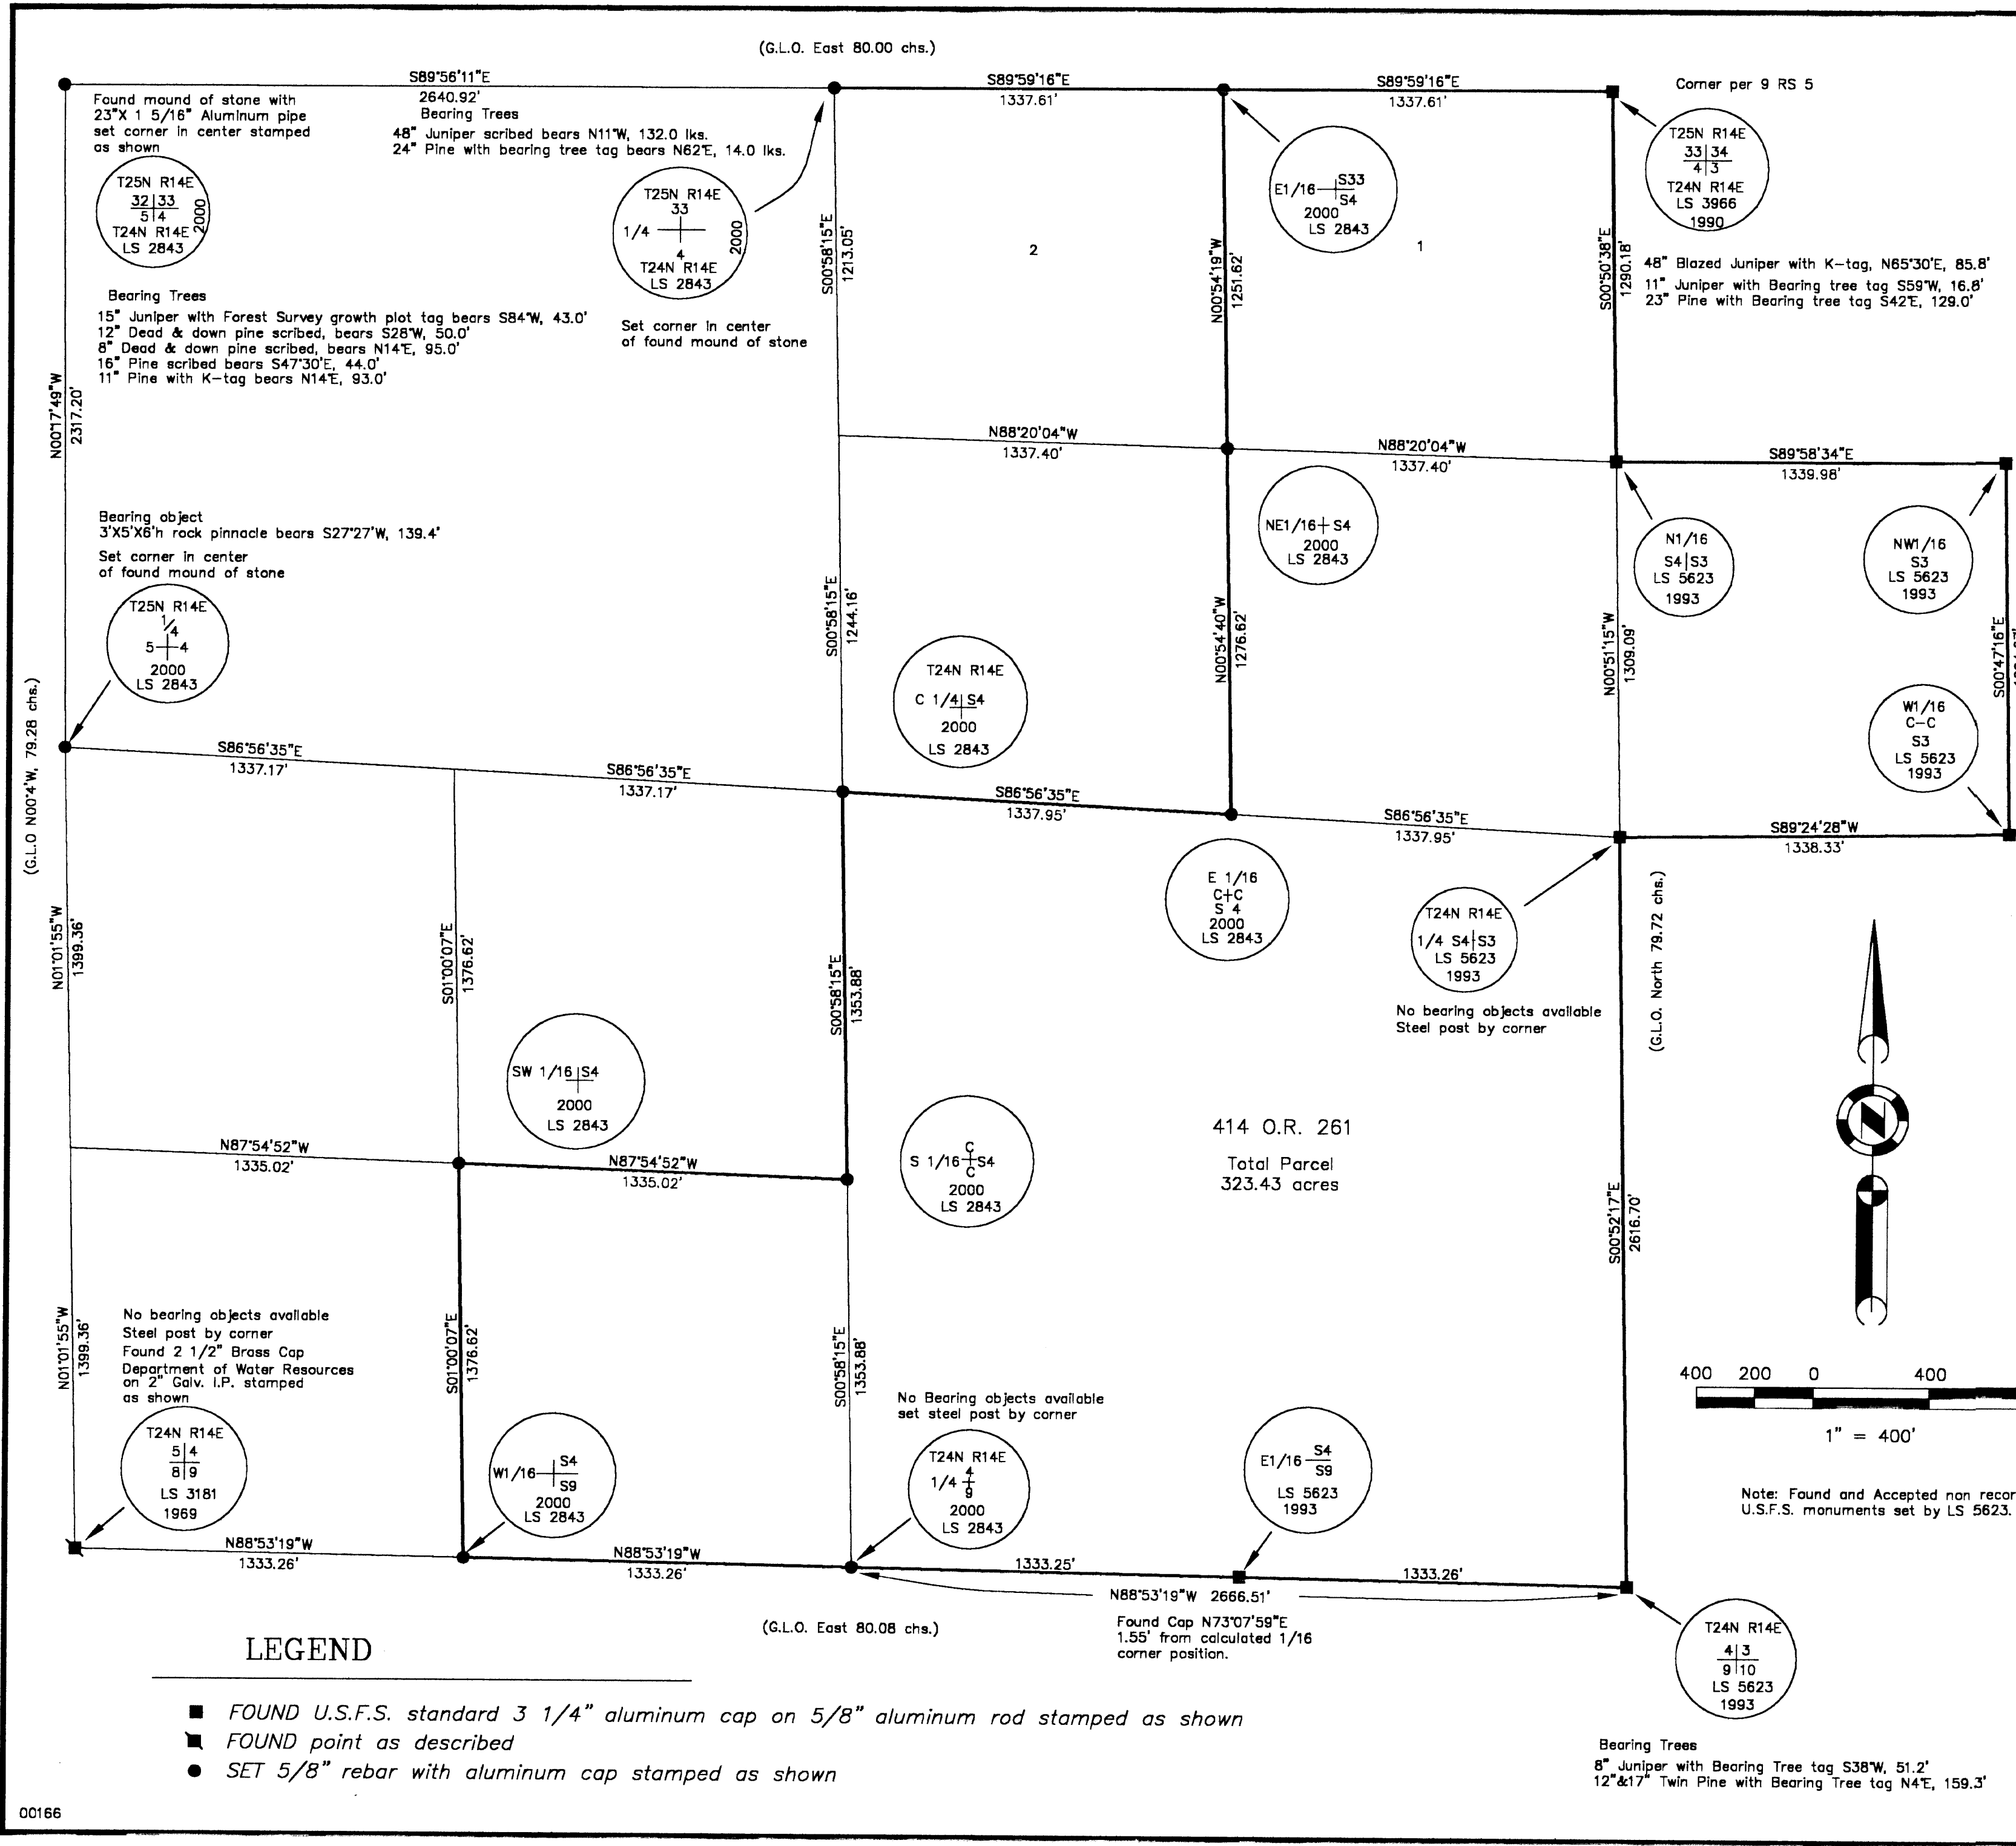 (G.L.O. East 80.00 chs.)
S89°56'11"E
2640.92'
S89°59'16"E
1337.61'
S89°59'16"E
1337.61'
Corner per 9 RS 5
Found mound of stone with
23"X 1 5/16" Aluminum pipe
set corner in center stamped
as shown
T25N R14E
32|33
5|4
T24N R14E
LS 2843
2000
Bearing Trees
48" Juniper scribed bears N11°W, 132.0 lks.
24" Pine with bearing tree tag bears N62°E, 14.0 lks.
T25N R14E
33
1/4
4
T24N R14E
LS 2843
2000
Set corner in center
of found mound of stone
S00°58'15"E
1213.05'
2
N00°54'19"W
1251.62'
E1/16 S33
S4
2000
LS 2843
1
S00°50'38"E
1290.18'
T25N R14E
33|34
4|3
T24N R14E
LS 3966
1990
48" Blazed Juniper with K-tag, N65°30'E, 85.8'
11" Juniper with Bearing tree tag S59°W, 16.8'
23" Pine with Bearing tree tag S42°E, 129.0'
Bearing Trees
15" Juniper with Forest Survey growth plot tag bears S84°W, 43.0'
12" Dead & down pine scribed, bears S28°W, 50.0'
8" Dead & down pine scribed, bears N14°E, 95.0'
16" Pine scribed bears S47°30'E, 44.0'
11" Pine with K-tag bears N14°E, 93.0'
N00°17'49"W
2317.20'
N88°20'04"W
1337.40'
N88°20'04"W
1337.40'
S89°58'34"E
1339.98'
Bearing object
3'X5'X6'h rock pinnacle bears S27°27'W, 139.4'
Set corner in center
of found mound of stone
T25N R14E
1/4
5 4
2000
LS 2843
S00°58'15"E
1244.16'
NE1/16 S4
2000
LS 2843
N00°54'40"W
1276.62'
N1/16
S4|S3
LS 5623
1993
NW1/16
S3
LS 5623
1993
N00°51'15"W
1309.09'
S00°47'16"E
T24N R14E
C 1/4 S4
2000
LS 2843
W1/16
C-C
S3
LS 5623
1993
(G.L.O N00°4'W, 79.28 chs.)
S86°56'35"E
1337.17'
S86°56'35"E
1337.17'
S86°56'35"E
1337.95'
S86°56'35"E
1337.95'
S89°24'28"W
1338.33'
E 1/16
C C
S 4
2000
LS 2843
T24N R14E
1/4 S4|S3
LS 5623
1993
No bearing objects available
Steel post by corner
(G.L.O. North 79.72 chs.)
N01°01'55"W
1399.36'
S01°00'07"E
1376.62'
S00°58'15"E
1353.88'
SW 1/16 S4
2000
LS 2843
N87°54'52"W
1335.02'
N87°54'52"W
1335.02'
C
S 1/16 S4
C
2000
LS 2843
414 O.R. 261
Total Parcel
323.43 acres
S00°52'17"E
2616.70'
N
N01°01'55"W
1399.36'
No bearing objects available
Steel post by corner
Found 2 1/2" Brass Cap
Department of Water Resources
on 2" Galv. I.P. stamped
as shown
T24N R14E
5|4
8|9
LS 3181
1969
S01°00'07"E
1376.62'
S00°58'15"E
1353.88'
W1/16 S4
S9
2000
LS 2843
No Bearing objects available
set steel post by corner
T24N R14E
4
1/4
9
2000
LS 2843
E1/16 S4
S9
LS 5623
1993
400 200 0 400
1" = 400'
Note: Found and Accepted non recor
U.S.F.S. monuments set by LS 5623.
N88°53'19"W
1333.26'
N88°53'19"W
1333.26'
1333.25'
1333.26'
N88°53'19"W 2666.51'
(G.L.O. East 80.08 chs.)
Found Cap N73°07'59"E
1.55' from calculated 1/16
corner position.
T24N R14E
4|3
9|10
LS 5623
1993
Bearing Trees
8" Juniper with Bearing Tree tag S38°W, 51.2'
12"&17" Twin Pine with Bearing Tree tag N4°E, 159.3'
LEGEND
FOUND U.S.F.S. standard 3 1/4" aluminum cap on 5/8" aluminum rod stamped as shown
FOUND point as described
SET 5/8" rebar with aluminum cap stamped as shown
00166